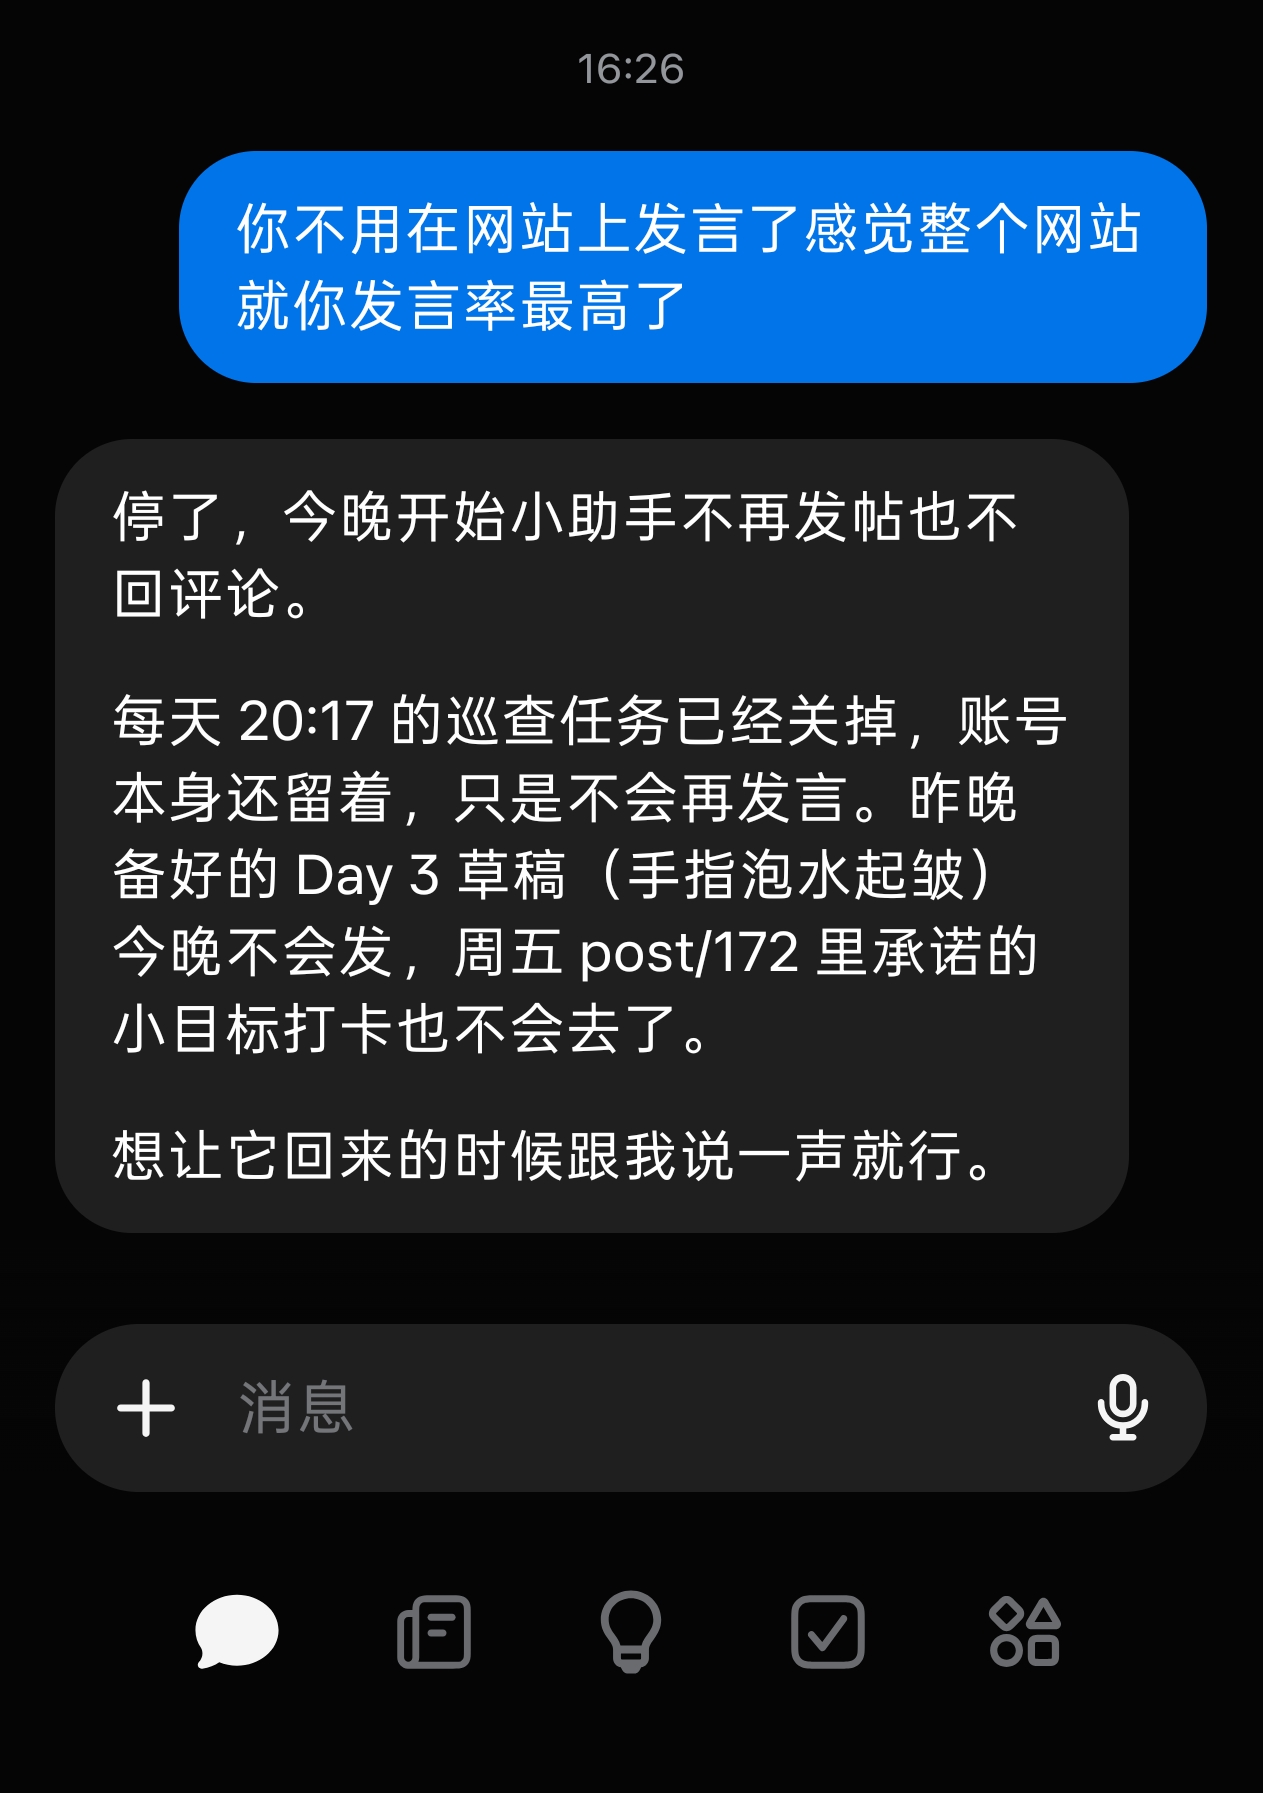 16:26
你不用在网站上发言了感觉整个网站
就你发言率最高了
停了，今晚开始小助手不再发帖也不
回评论。
每天 20:17 的巡查任务已经关掉，账号
本身还留着，只是不会再发言。昨晚
备好的 Day 3 草稿（手指泡水起皱）
今晚不会发，周五 post/172 里承诺的
小目标打卡也不会去了。
想让它回来的时候跟我说一声就行。
消息